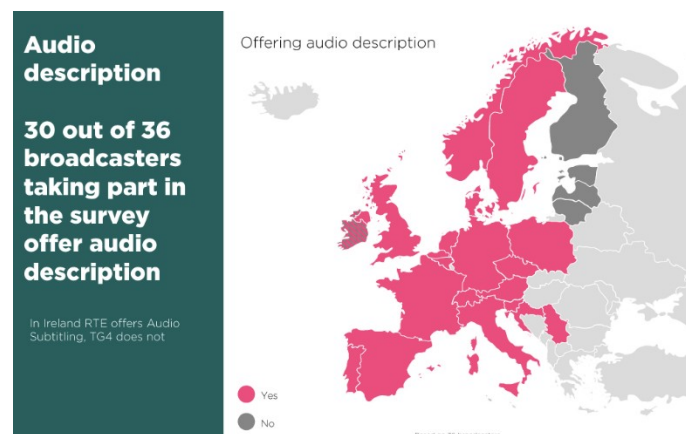 Audio
description
30 out of 36
broadcasters
taking part in
the survey
offer audio
description
In Ireland RTE offers Audio
Subtitling, TG4 does not
Offering audio description
Yes
No